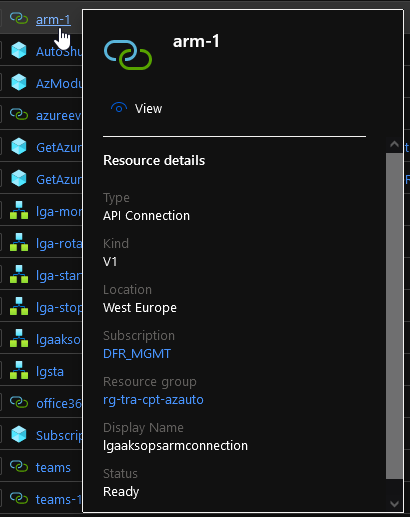 arm-1
AutoShu
AzModu
azureev
GetAzur
GetAzur
lga-mor
lga-rota
lga-star
lga-stop
lgaakso
lgsta
office36
Subscrip
teams
teams-1
arm-1
View
Resource details
Type
API Connection
Kind
V1
Location
West Europe
Subscription
DFR_MGMT
Resource group
rg-tra-cpt-azauto
Display Name
lgaaksopsarmconnection
Status
Ready